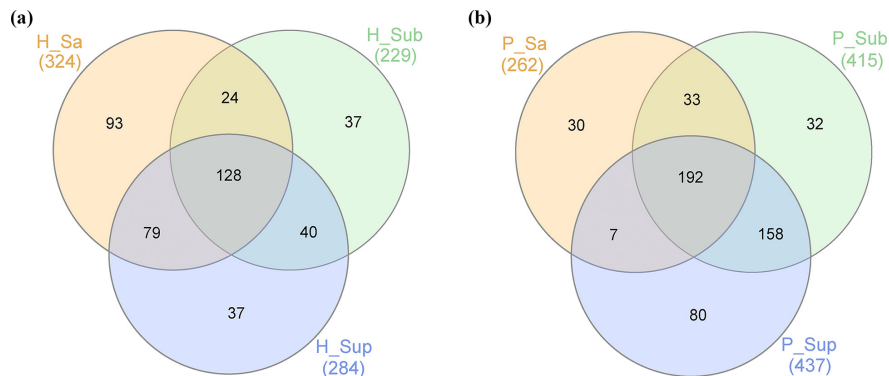 (a)
H_Sa
(324)
H_Sub
(229)
24
93
37
128
79
40
37
H_Sup
(284)
(b)
P_Sa
(262)
P_Sub
(415)
33
30
32
192
7
158
80
P_Sup
(437)